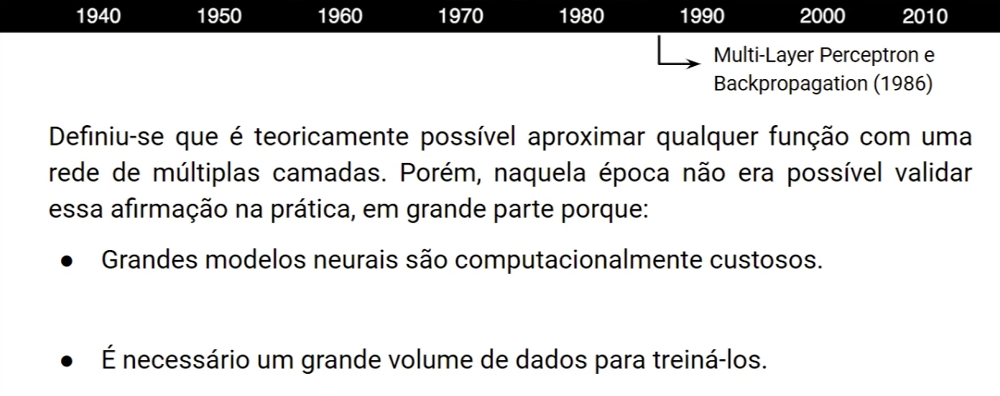 1940 1950 1960 1970 1980 1990 2000 2010
Multi-Layer Perceptron e
Backpropagation (1986)
Definiu-se que é teoricamente possível aproximar qualquer função com uma
rede de múltiplas camadas. Porém, naquela época não era possível validar
essa afirmação na prática, em grande parte porque:
● Grandes modelos neurais são computacionalmente custosos.
● É necessário um grande volume de dados para treiná-los.